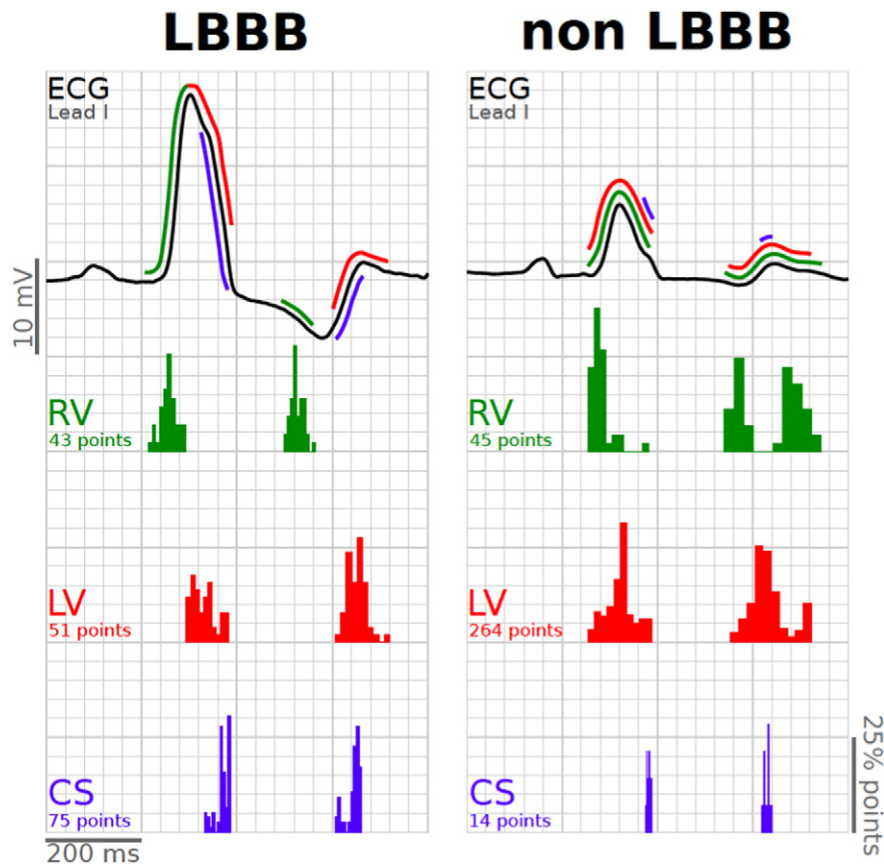 LBBB
non LBBB
ECG
Lead I
ECG
Lead I
10 mV
RV
43 points
RV
45 points
LV
51 points
LV
264 points
CS
75 points
CS
14 points
25% points
200 ms